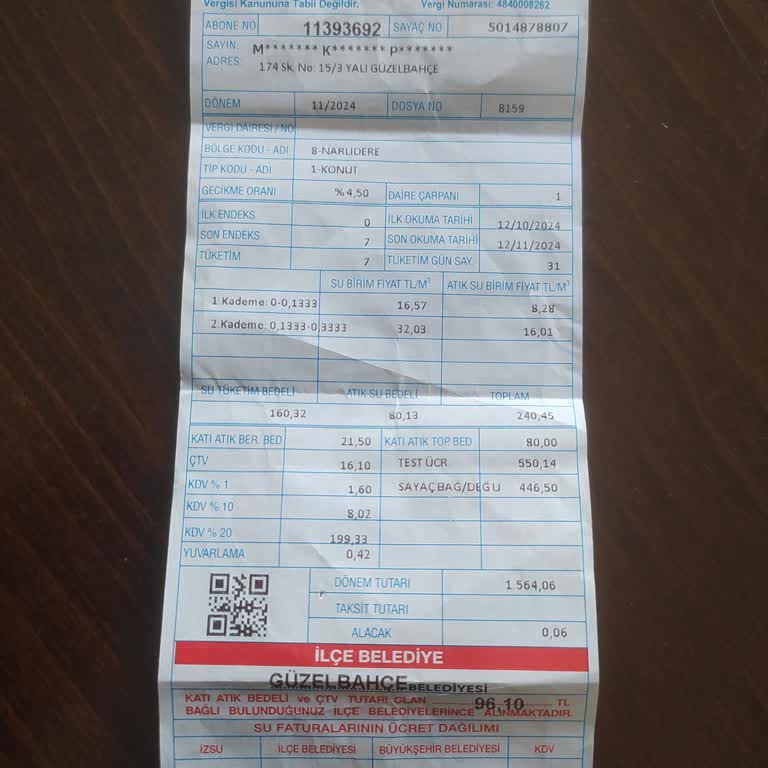 Vergisi Kanununa Tabii Değildir. Vergi Numarası: 4840008262
ABONE NO 11393692 SAYAÇ NO 5014878807
SAYIN. M******* K******* P*******
ADRES 174 Sk. No: 15/3 YALI GÜZELBAHÇE
DÖNEM 11/2024 DOSYA NO 8159
VERGİ DAİRESİ / NO
BÖLGE KODU - ADI 8-NARLIDERE
TİP KODU - ADI 1-KONUT
GECİKME ORANI %4,50 DAİRE ÇARPANI 1
İLK ENDEKS 0 İLK OKUMA TARİHİ 12/10/2024
SON ENDEKS 7 SON OKUMA TARİHİ 12/11/2024
TÜKETİM 7 TÜKETİM GÜN SAY. 31
SU BİRİM FİYAT TL/M³ ATIK SU BİRİM FİYAT TL/M³
1.Kademe: 0-0,1333 16,57 8,28
2.Kademe: 0,1333-0,3333 32,03 16,01
SU TÜKETİM BEDELİ ATIK SU BEDELİ TOPLAM
160,32 80,13 240,45
KATI ATIK BER. BED 21,50 KATI ATIK TOP.BED 80,00
ÇTV 16,10 TEST ÜCR 550,14
KDV % 1 1,60 SAYAÇBAĞ/DEĞU 446,50
KDV % 10 8,02
KDV % 20 199,33
YUVARLAMA 0,42
DÖNEM TUTARI 1.564,06
TAKSİT TUTARI
ALACAK 0,06
İLÇE BELEDİYE
GÜZELBAHÇE BELEDİYESİ
KATI ATIK BEDELİ ve ÇTV TUTARI OLAN 96,10 TL
BAĞLI BULUNDUĞUNUZ İLÇE BELEDİYELERİNCE ALINMAKTADIR.
SU FATURALARININ ÜCRET DAĞILIMI
İZSU İLÇE BELEDİYESİ BÜYÜKŞEHİR BELEDİYESİ KDV